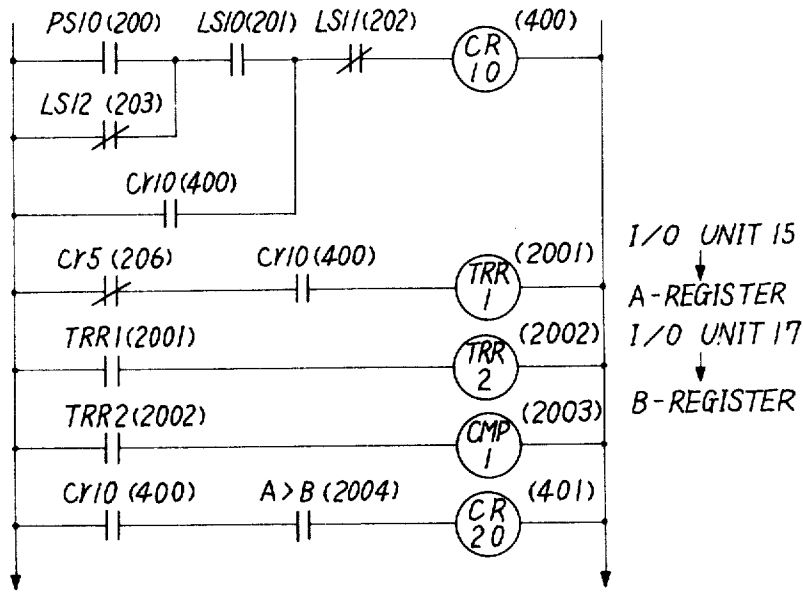 PS10(200) LS10(201) LS11(202) (400)
CR
10
LS12 (203)
Cr10(400)
Cr5(206) Cr10(400) (2001)
TRR
1
I/O UNIT 15
A-REGISTER
TRR1(2001) (2002)
TRR
2
I/O UNIT 17
B-REGISTER
TRR2(2002) (2003)
CMP
1
Cr10 (400) A>B(2004) (401)
CR
20